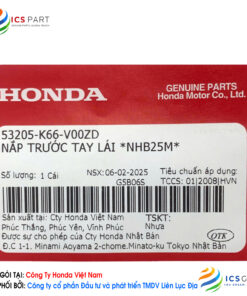 ICS PART
ICS PART
HONDA
GENUINE PARTS
Honda Motor Co., Ltd.
53205-K66-V00ZD
NẮP TRƯỚC TAY LÁI *NHB25M*
Số lượng: 1 Cái
NSX: 06-02-2025
G5B06S
Tiêu chuẩn áp dụng:
TCCS: 01|2008|HVN
Sản xuất tại: Cty Honda Việt Nam
Phúc Thắng, Phúc Yên, Vĩnh Phúc
Được sự cho phép của Cty Honda Nhật Bản
Đ.C 1-1, Minami Aoyama 2-chome.Minato-ku Tokyo Nhật Bản
TSKT:
Như
OTK
GÓI TẠI: Công Ty Honda Việt Nam
PHỐI BỞI: Công ty cổ phần Đầu tư và phát triển TMDV Liên Lục Địa